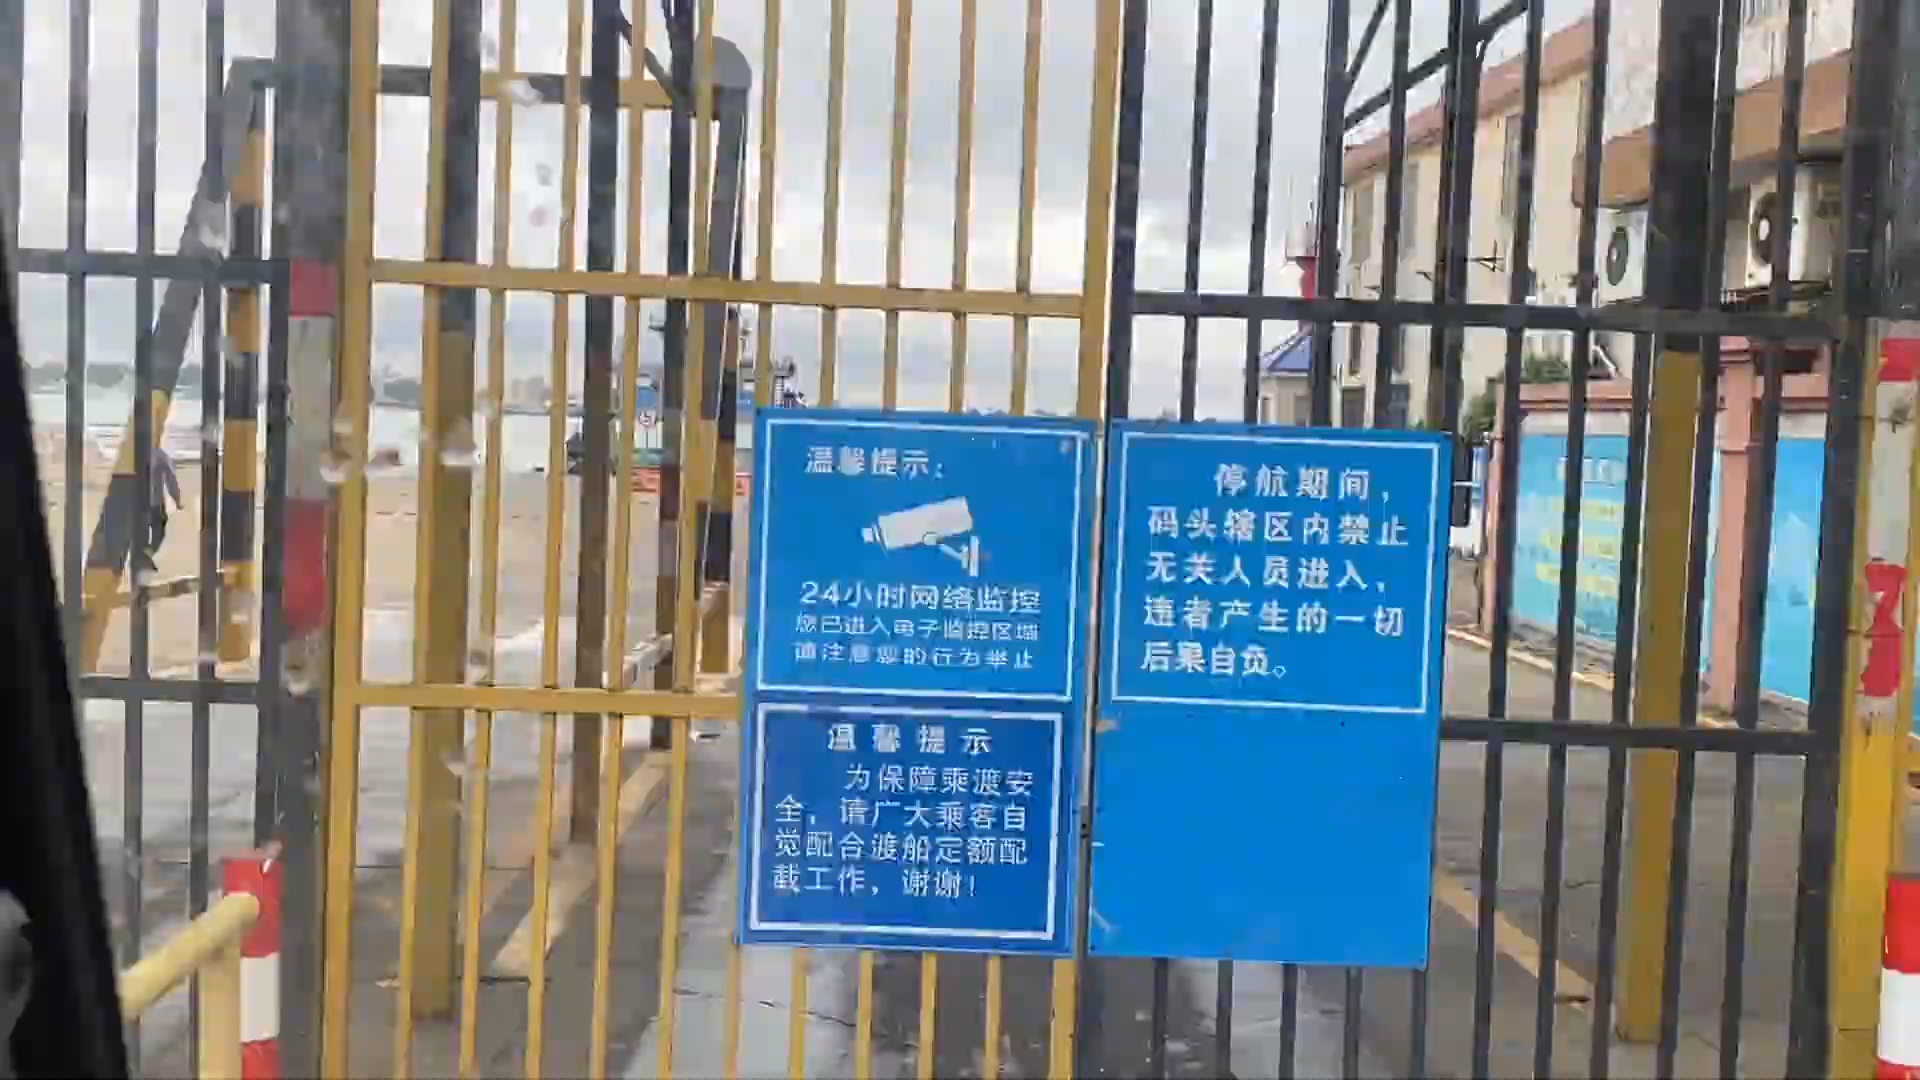 温馨提示：
24小时网络监控
您已进入电子监控区域
请注意您的行为举止
温馨提示
为保障乘渡安
全，请广大乘客自
觉配合渡船定额配
载工作，谢谢！
停航期间，
码头辖区内禁止
无关人员进入，
违者产生的一切
后果自负。